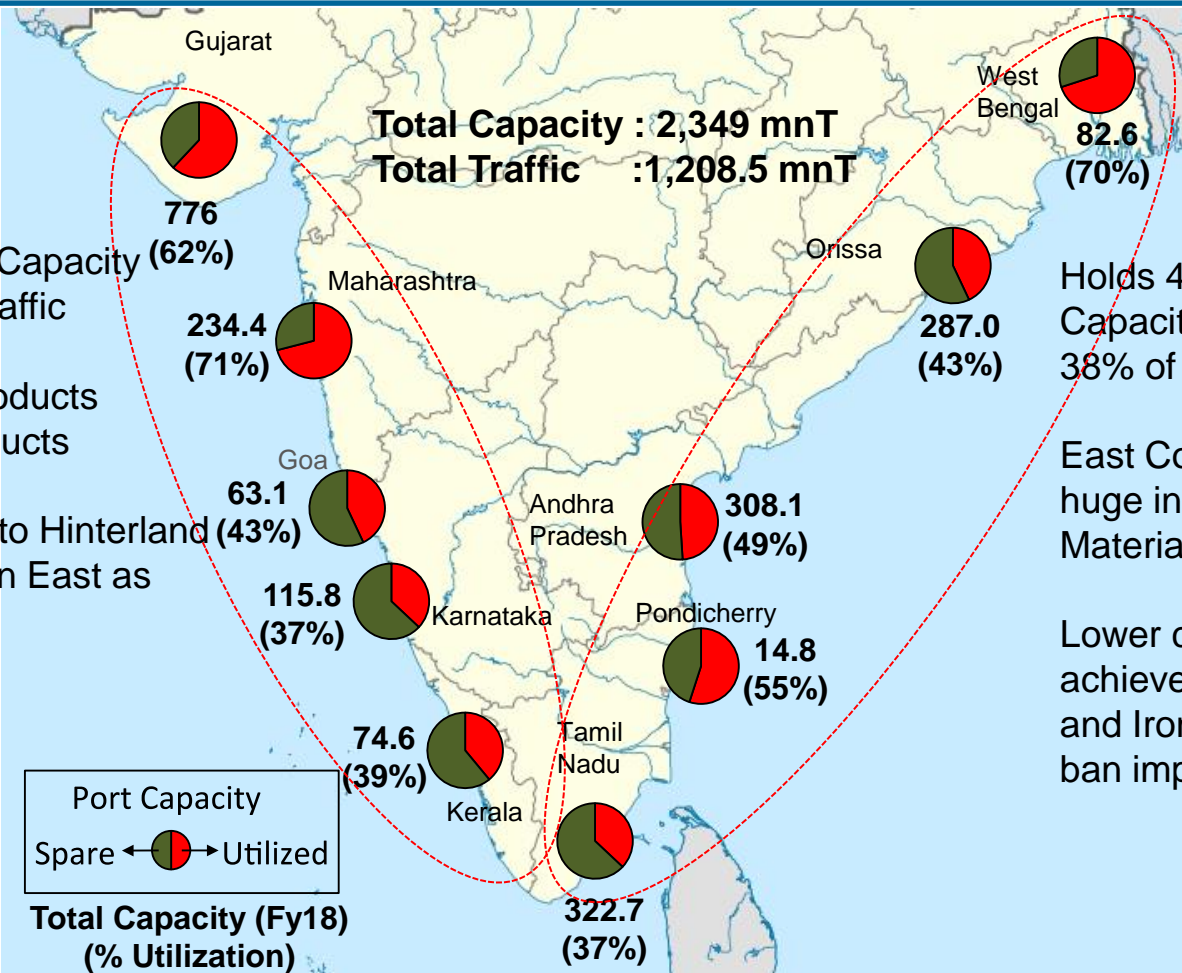 Gujarat
West
Bengal
82.6
(70%)
Total Capacity : 2,349 mnT
Total Traffic :1,208.5 mnT
776
(62%)
Capacity
Maharashtra
234.4
(71%)
Orissa
287.0
(43%)
Holds 4
38% of
to Hinterland
n East as
Goa
63.1
(43%)
115.8
(37%)
Karnataka
74.6
(39%)
Kerala
Andhra
Pradesh
308.1
(49%)
Pondicherry
14.8
(55%)
Tamil
Nadu
322.7
(37%)
East Co
huge in
Materia
Lower o
achieve
and Iron
ban imp
Port Capacity
Spare Utilized
Total Capacity (Fy18)
(% Utilization)